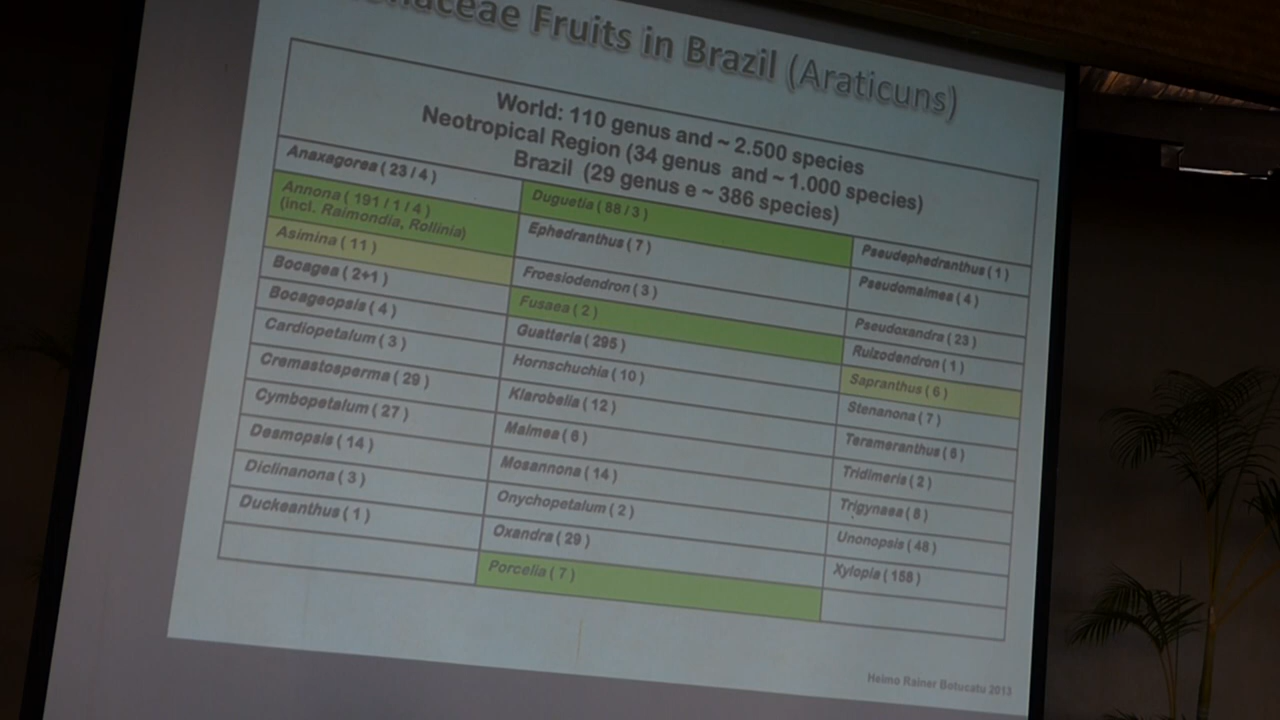 naceae Fruits in Brazil (Araticuns)
World: 110 genus and ~ 2.500 species
Neotropical Region (34 genus and ~ 1.000 species)
Brazil (29 genus e ~ 386 species)
Anaxagorea ( 23 / 4 )
Annona ( 191 / 1 / 4 )
(incl. Raimondia, Rollinia)
Asimina ( 11 )
Bocagea ( 2+1 )
Bocageopsis ( 4 )
Cardiopetalum ( 3 )
Cremastosperma ( 29 )
Cymbopetalum ( 27 )
Desmopsis ( 14 )
Diclinanona ( 3 )
Duckeanthus ( 1 )
Duguetia ( 88 / 3 )
Ephedranthus ( 7 )
Froesiodendron ( 3 )
Fusaea ( 2 )
Guatteria ( 295 )
Hornschuchia ( 10 )
Klarobelia ( 12 )
Malmea ( 6 )
Mosannona ( 14 )
Onychopetalum ( 2 )
Oxandra ( 29 )
Porcelia ( 7 )
Pseudephedranthus ( 1 )
Pseudomalmea ( 4 )
Pseudoxandra ( 23 )
Ruizodendron ( 1 )
Sapranthus ( 6 )
Stenanona ( 7 )
Tetrameranthus ( 6 )
Tridimeris ( 2 )
Trigynaea ( 8 )
Unonopsis ( 48 )
Xylopia ( 158 )
Heimo Rainer Botucatu 2013